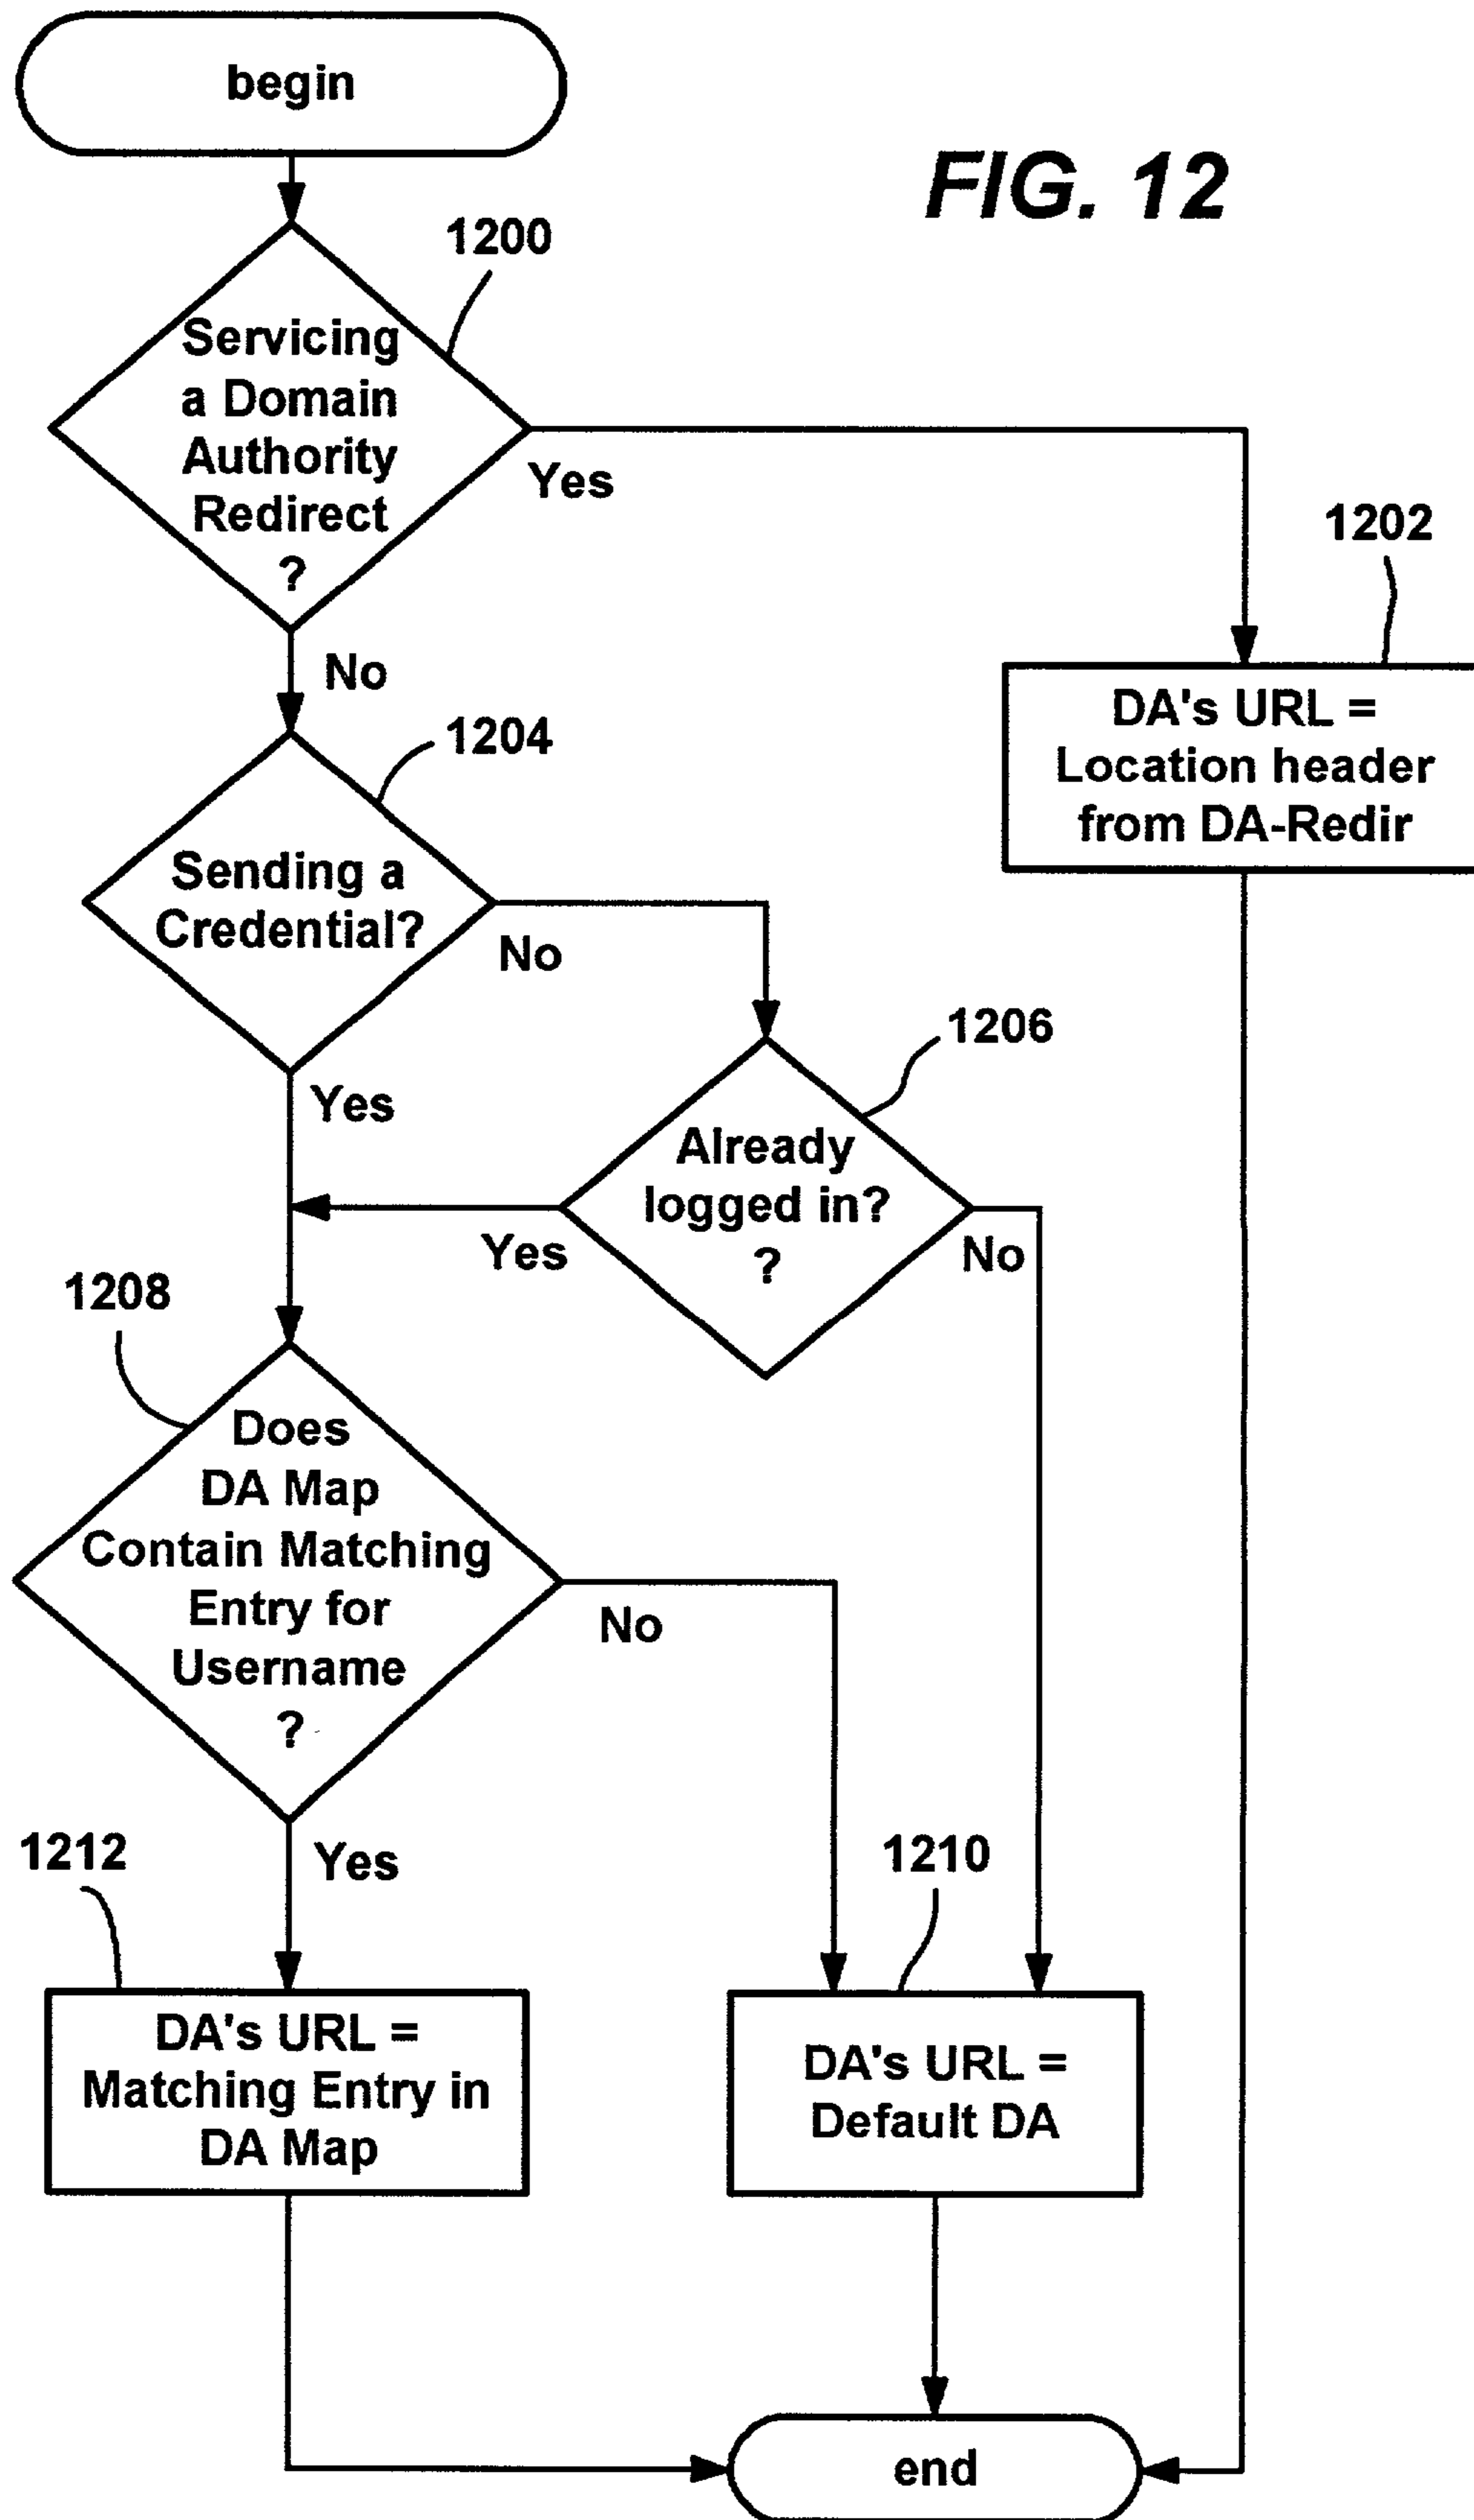 begin
FIG. 12
1200
Servicing
a Domain
Authority
Redirect
?
Yes
No
1202
DA's URL =
Location header
from DA-Redir
1204
Sending a
Credential?
No
Yes
1206
Already
logged in?
?
Yes
No
1208
Does
DA Map
Contain Matching
Entry for
Username
?
No
Yes
1212
DA's URL =
Matching Entry in
DA Map
1210
DA's URL =
Default DA
end